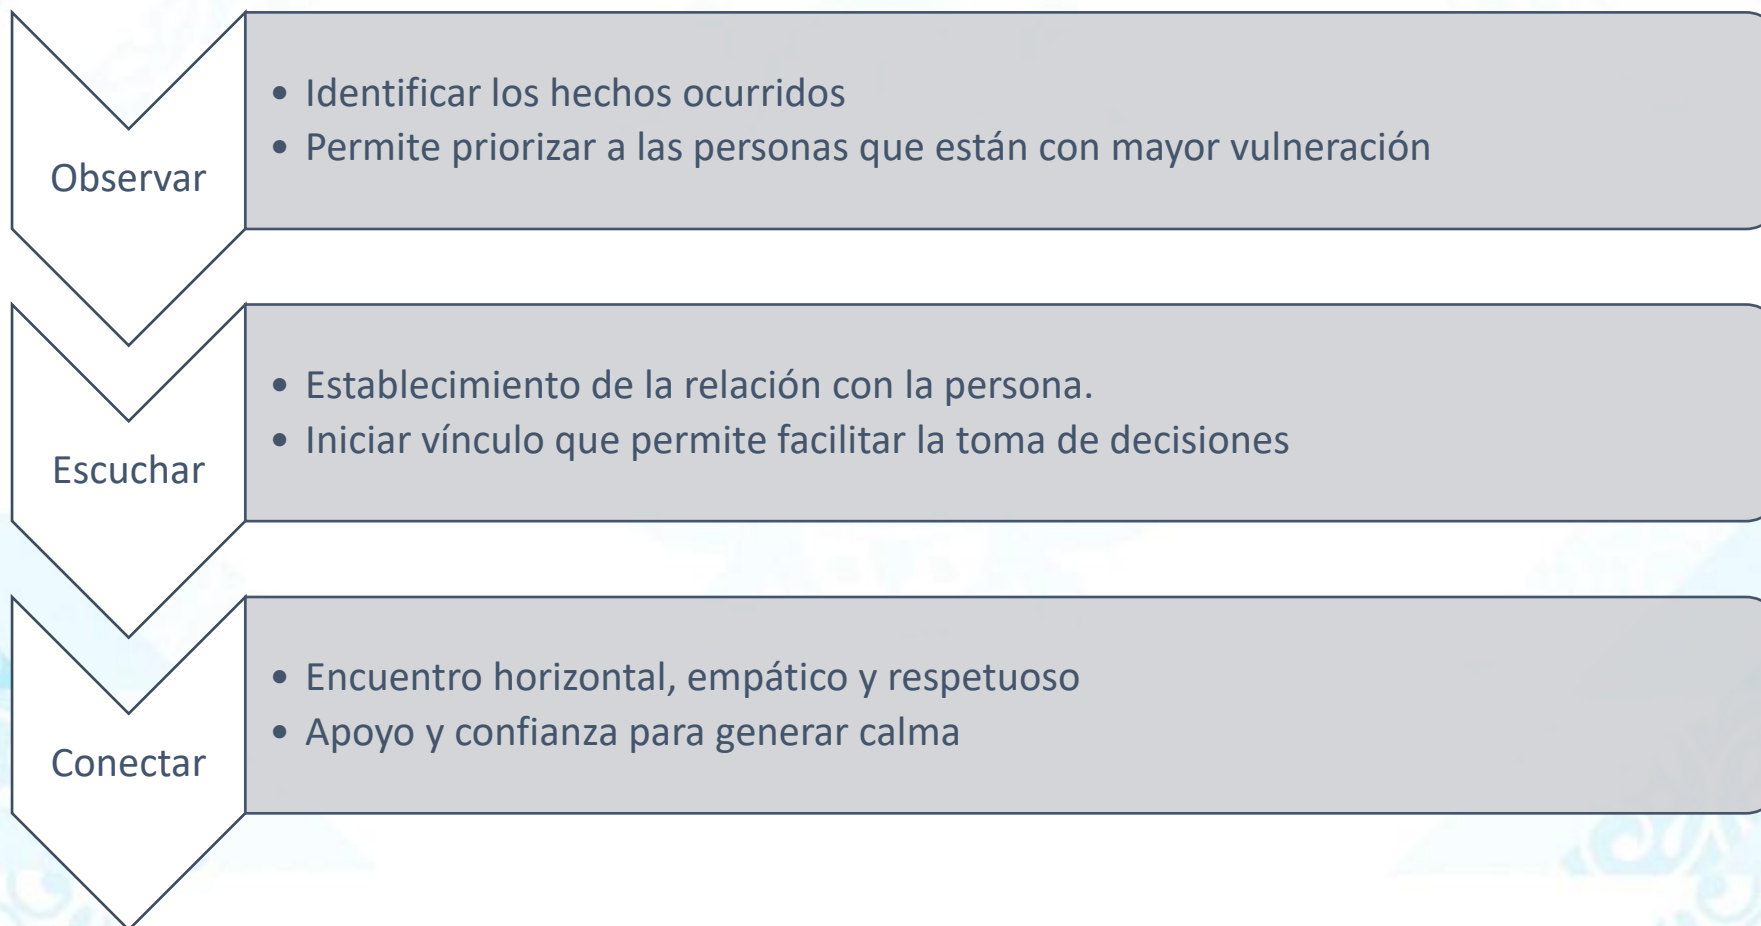 Observar
• Identificar los hechos ocurridos
• Permite priorizar a las personas que están con mayor vulneración
Escuchar
• Establecimiento de la relación con la persona.
• Iniciar vínculo que permite facilitar la toma de decisiones
Conectar
• Encuentro horizontal, empático y respetuoso
• Apoyo y confianza para generar calma